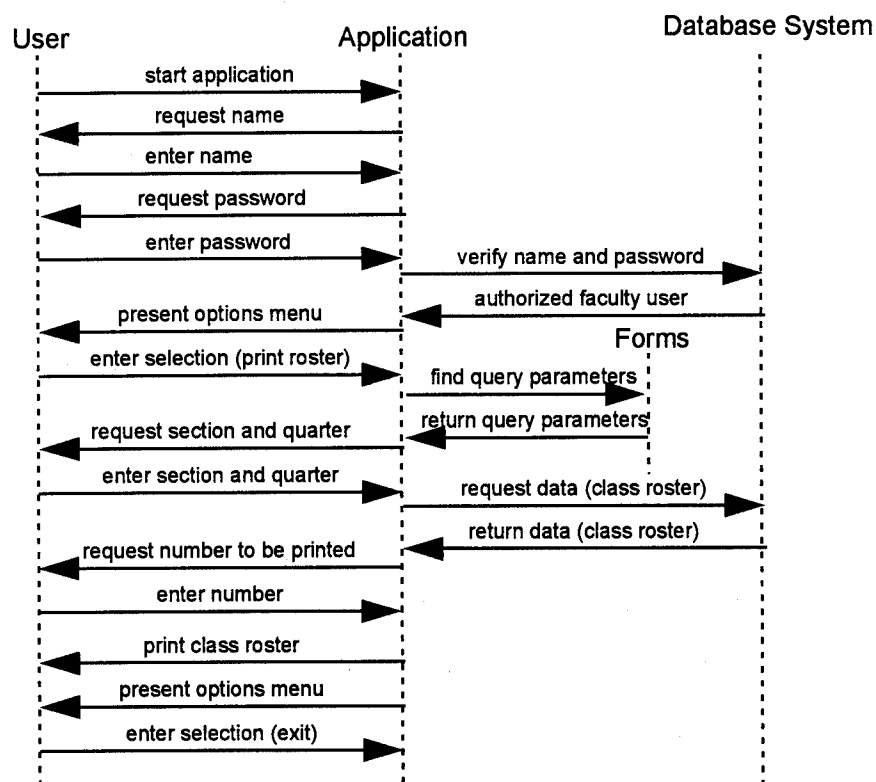 User
Application
Database System
start application
request name
enter name
request password
enter password
verify name and password
authorized faculty user
present options menu
Forms
enter selection (print roster)
find query parameters
return query parameters
request section and quarter
enter section and quarter
request data (class roster)
return data (class roster)
request number to be printed
enter number
print class roster
present options menu
enter selection (exit)